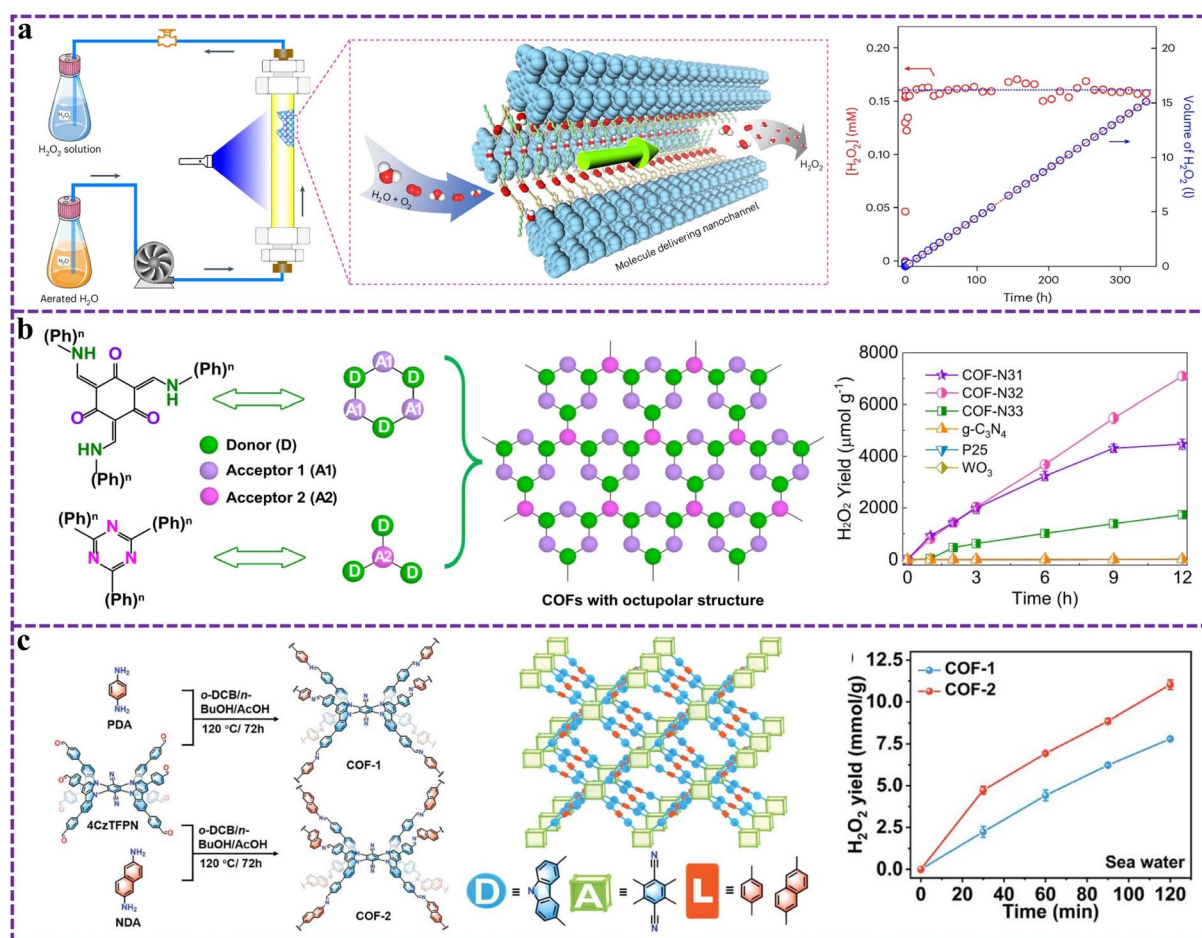 a
H₂O₂
H₂O₂ solution
H₂O
Aerated H₂O
H₂O + O₂
H₂O₂
Molecule delivering nanochannel
[H₂O₂] (mM)
0.20
0.15
0.10
0.05
0
20
15
10
5
0
Volume of H₂O₂ (l)
0 100 200 300
Time (h)
b
(Ph)ⁿ
NH
O
(Ph)ⁿ
HN
O
O
NH
(Ph)ⁿ
A1
D D
A1 A1
D
Donor (D)
Acceptor 1 (A1)
Acceptor 2 (A2)
(Ph)ⁿ
N
(Ph)ⁿ
N N
(Ph)ⁿ
D
A2
D D
COFs with octupolar structure
H₂O₂ Yield (μmol g⁻¹)
8000
6000
4000
2000
0
COF-N31
COF-N32
COF-N33
g-C₃N₄
P25
WO₃
0 3 6 9 12
Time (h)
c
NH₂
NH₂
PDA
o-DCB/n-
BuOH/AcOH
120 °C/ 72h
COF-1
4CzTFPN
o-DCB/n-
BuOH/AcOH
120 °C/ 72h
NH₂
NH₂
NDA
COF-2
D ≡ A ≡ L ≡
H₂O₂ yield (mmol/g)
12.5
10.0
7.5
5.0
2.5
0.0
COF-1
COF-2
Sea water
0 20 40 60 80 100 120
Time (min)